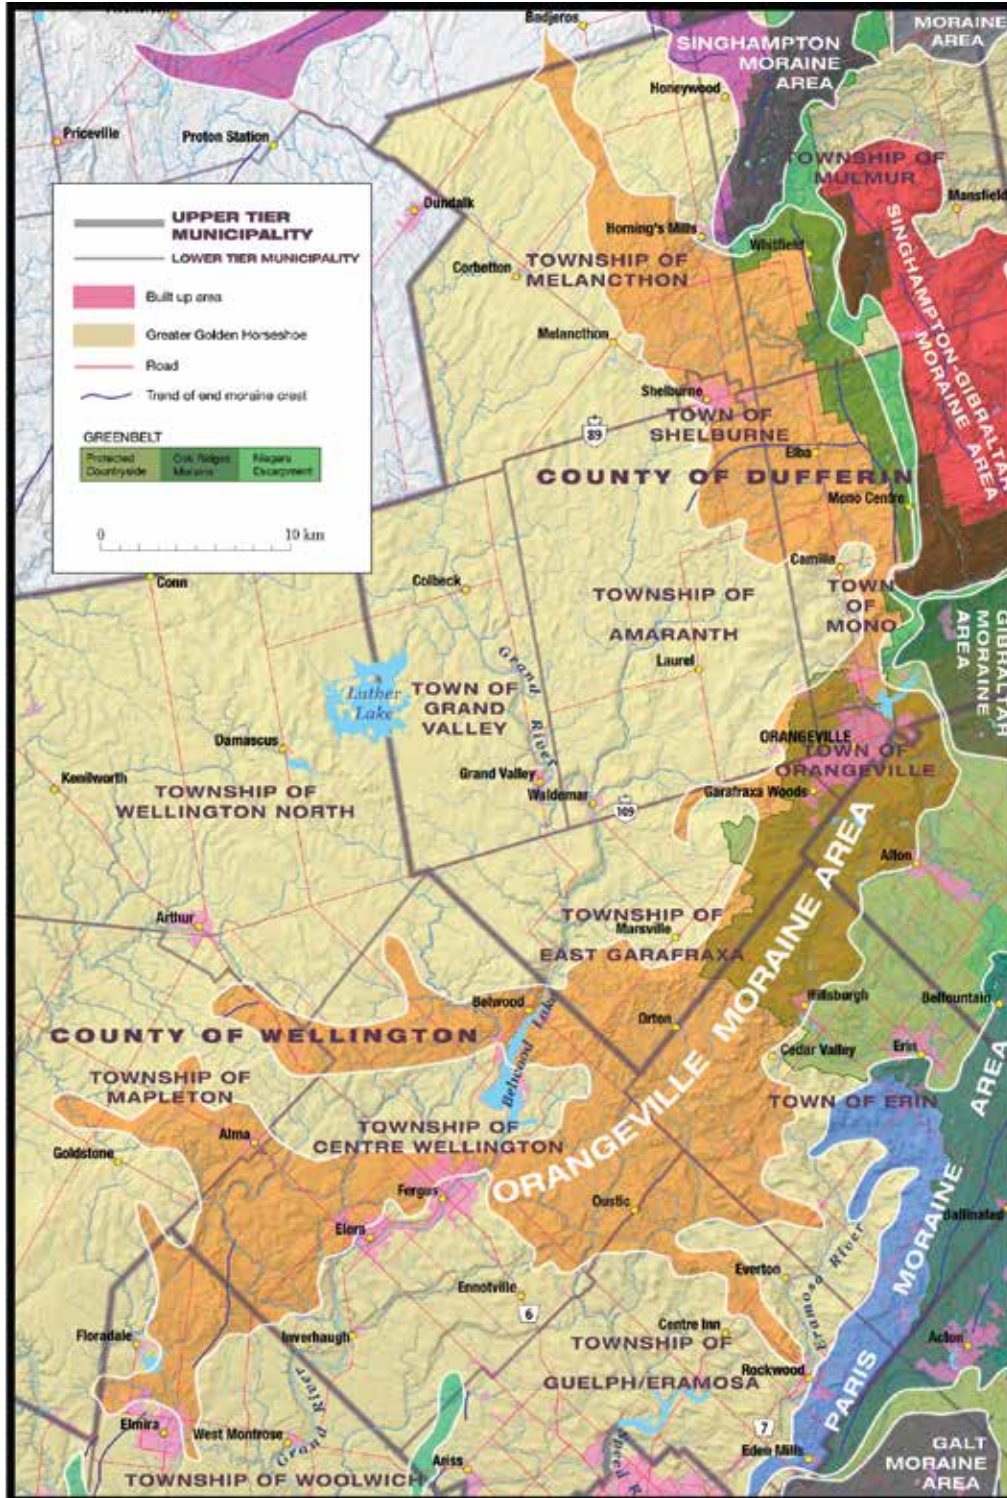 Badjeros
MORAINE
AREA
SINGHAMPTON
MORAINE
AREA
Honeywood
Priceville
Proton Station
TOWNSHIP OF
MULMUR
Mansfield
UPPER TIER
MUNICIPALITY
LOWER TIER MUNICIPALITY
Built up area
Greater Golden Horseshoe
Road
Trend of end moraine crest
GREENBELT
Protected
Countryside
Oak Ridges
Moraine
Niagara
Escarpment
0
10 km
Dundalk
Horning's Mills
Whitfield
SINGHAMPTON-GIBRALTAR
MORAINE AREA
Corbetton
TOWNSHIP OF
MELANCTHON
Melancthon
Shelburne
TOWN OF
SHELBURNE
89
Elba
COUNTY OF DUFFERIN
Mono Centre
Conn
Colbeck
Camilla
TOWNSHIP OF
AMARANTH
TOWN
OF
MONO
GIBRALTAR
MORAINE
AREA
Laurel
Grand River
Luther
Lake
TOWN OF
GRAND
VALLEY
Damascus
ORANGEVILLE
TOWN OF
ORANGEVILLE
Kenilworth
TOWNSHIP OF
WELLINGTON NORTH
Grand Valley
Waldemar
109
Garafraxa Woods
Alton
Arthur
TOWNSHIP OF
Marsville
EAST GARAFRAXA
ORANGEVILLE MORAINE AREA
Belwood
Belwood Lake
Orton
Hillsburgh
Belfountain
COUNTY OF WELLINGTON
Cedar Valley
Erin
TOWNSHIP OF
MAPLETON
TOWN OF ERIN
Alma
TOWNSHIP OF
CENTRE WELLINGTON
Goldstone
Fergus
Oustic
Ballinafad
Elora
Eramosa River
Everton
PARIS MORAINE AREA
Ennotville
6
Floradale
Inverhaugh
Centre Inn
TOWNSHIP OF
GUELPH/ERAMOSA
Acton
Rockwood
Grand River
Elmira
West Montrose
7
Eden Mills
Ariss
TOWNSHIP OF WOOLWICH
Speed R
GALT
MORAINE
AREA